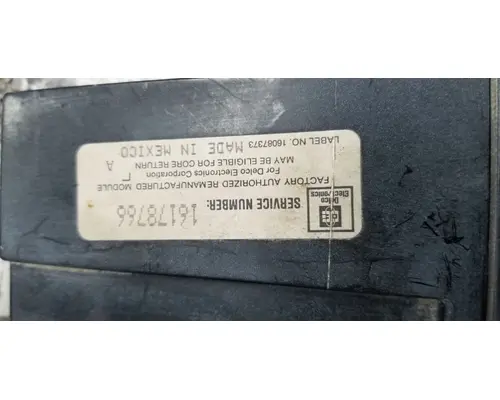 Delco
Electronics
SERVICE NUMBER:
16178766
FACTORY AUTHORIZED REMANUFACTURED MODULE
For Delco Electronics Corporation
MAY BE ELIGIBLE FOR CORE RETURN
A
LABEL NO. 16087373 MADE IN MEXICO